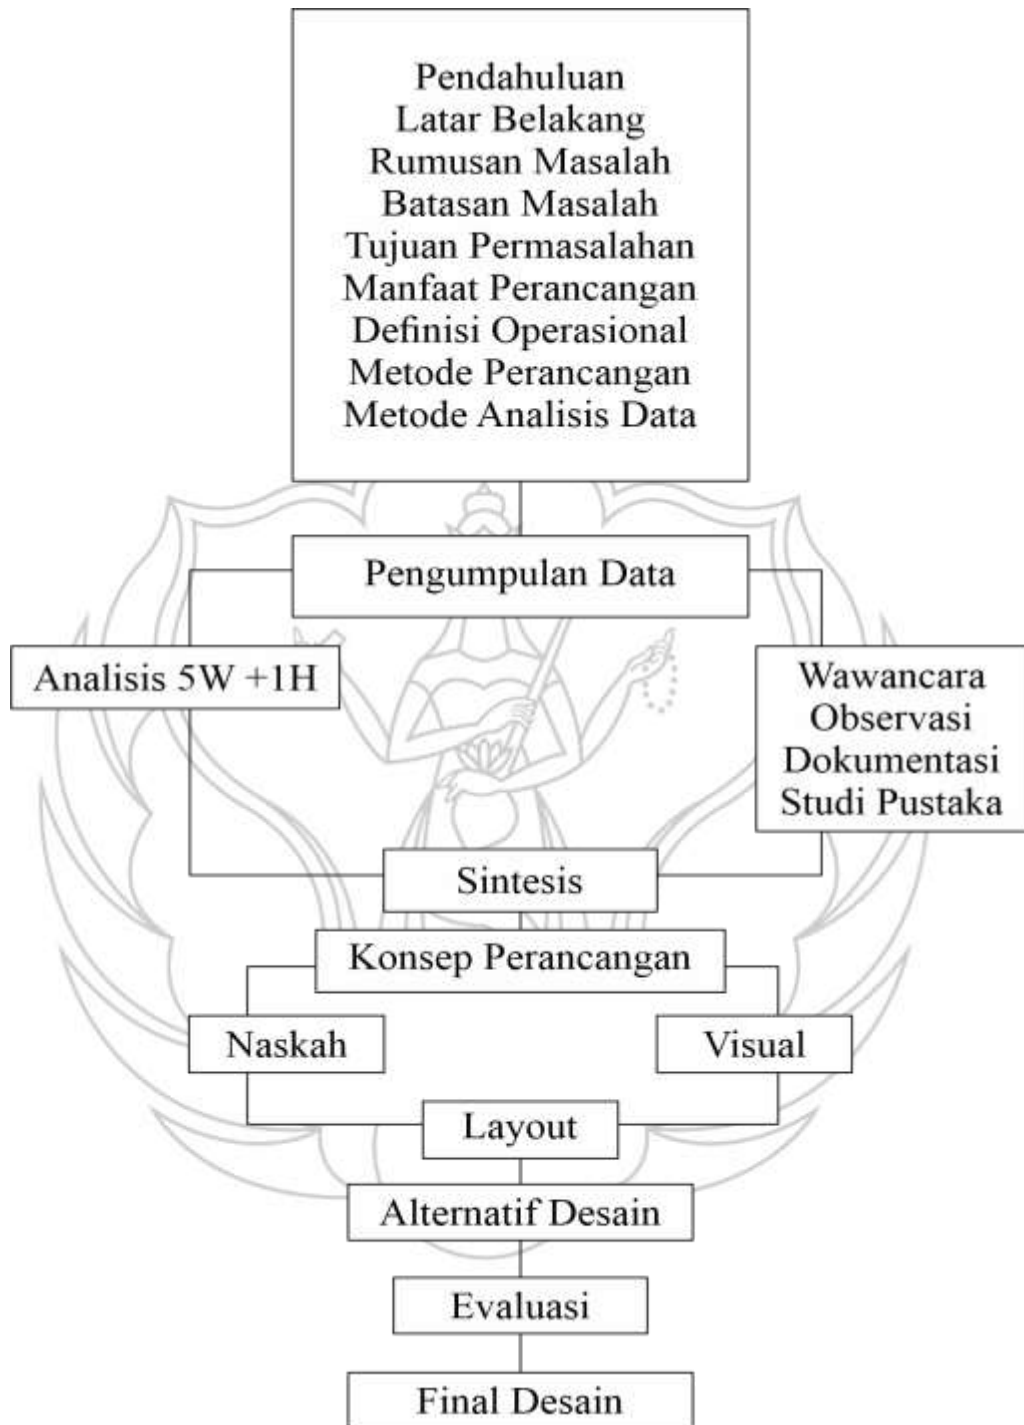 Pendahuluan
Latar Belakang
Rumusan Masalah
Batasan Masalah
Tujuan Permasalahan
Manfaat Perancangan
Definisi Operasional
Metode Perancangan
Metode Analisis Data
Pengumpulan Data
Analisis 5W +1H
Wawancara
Observasi
Dokumentasi
Studi Pustaka
Sintesis
Konsep Perancangan
Naskah
Visual
Layout
Alternatif Desain
Evaluasi
Final Desain